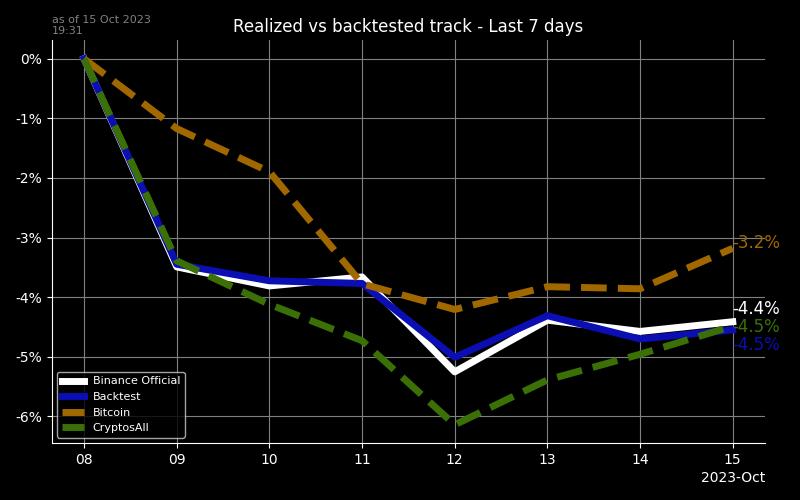 as of 15 Oct 2023
19:31
Realized vs backtested track - Last 7 days
0%
-1%
-2%
-3%
-4%
-5%
-6%
-3.2%
-4.4%
-4.5%
-4.5%
Binance Official
Backtest
Bitcoin
CryptosAll
08 09 10 11 12 13 14 15
2023-Oct